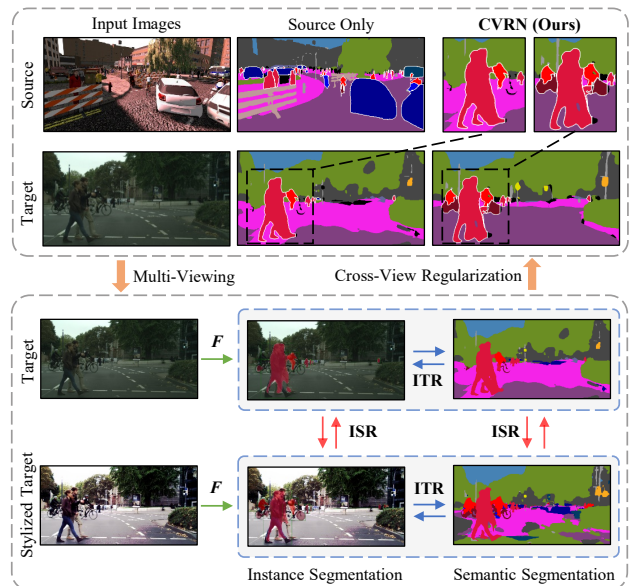 Input Images Source Only CVRN (Ours)
Source
Target
Multi-Viewing Cross-View Regularization
Target
F
ITR
ISR ISR
Stylized Target
F
ITR
Instance Segmentation Semantic Segmentation